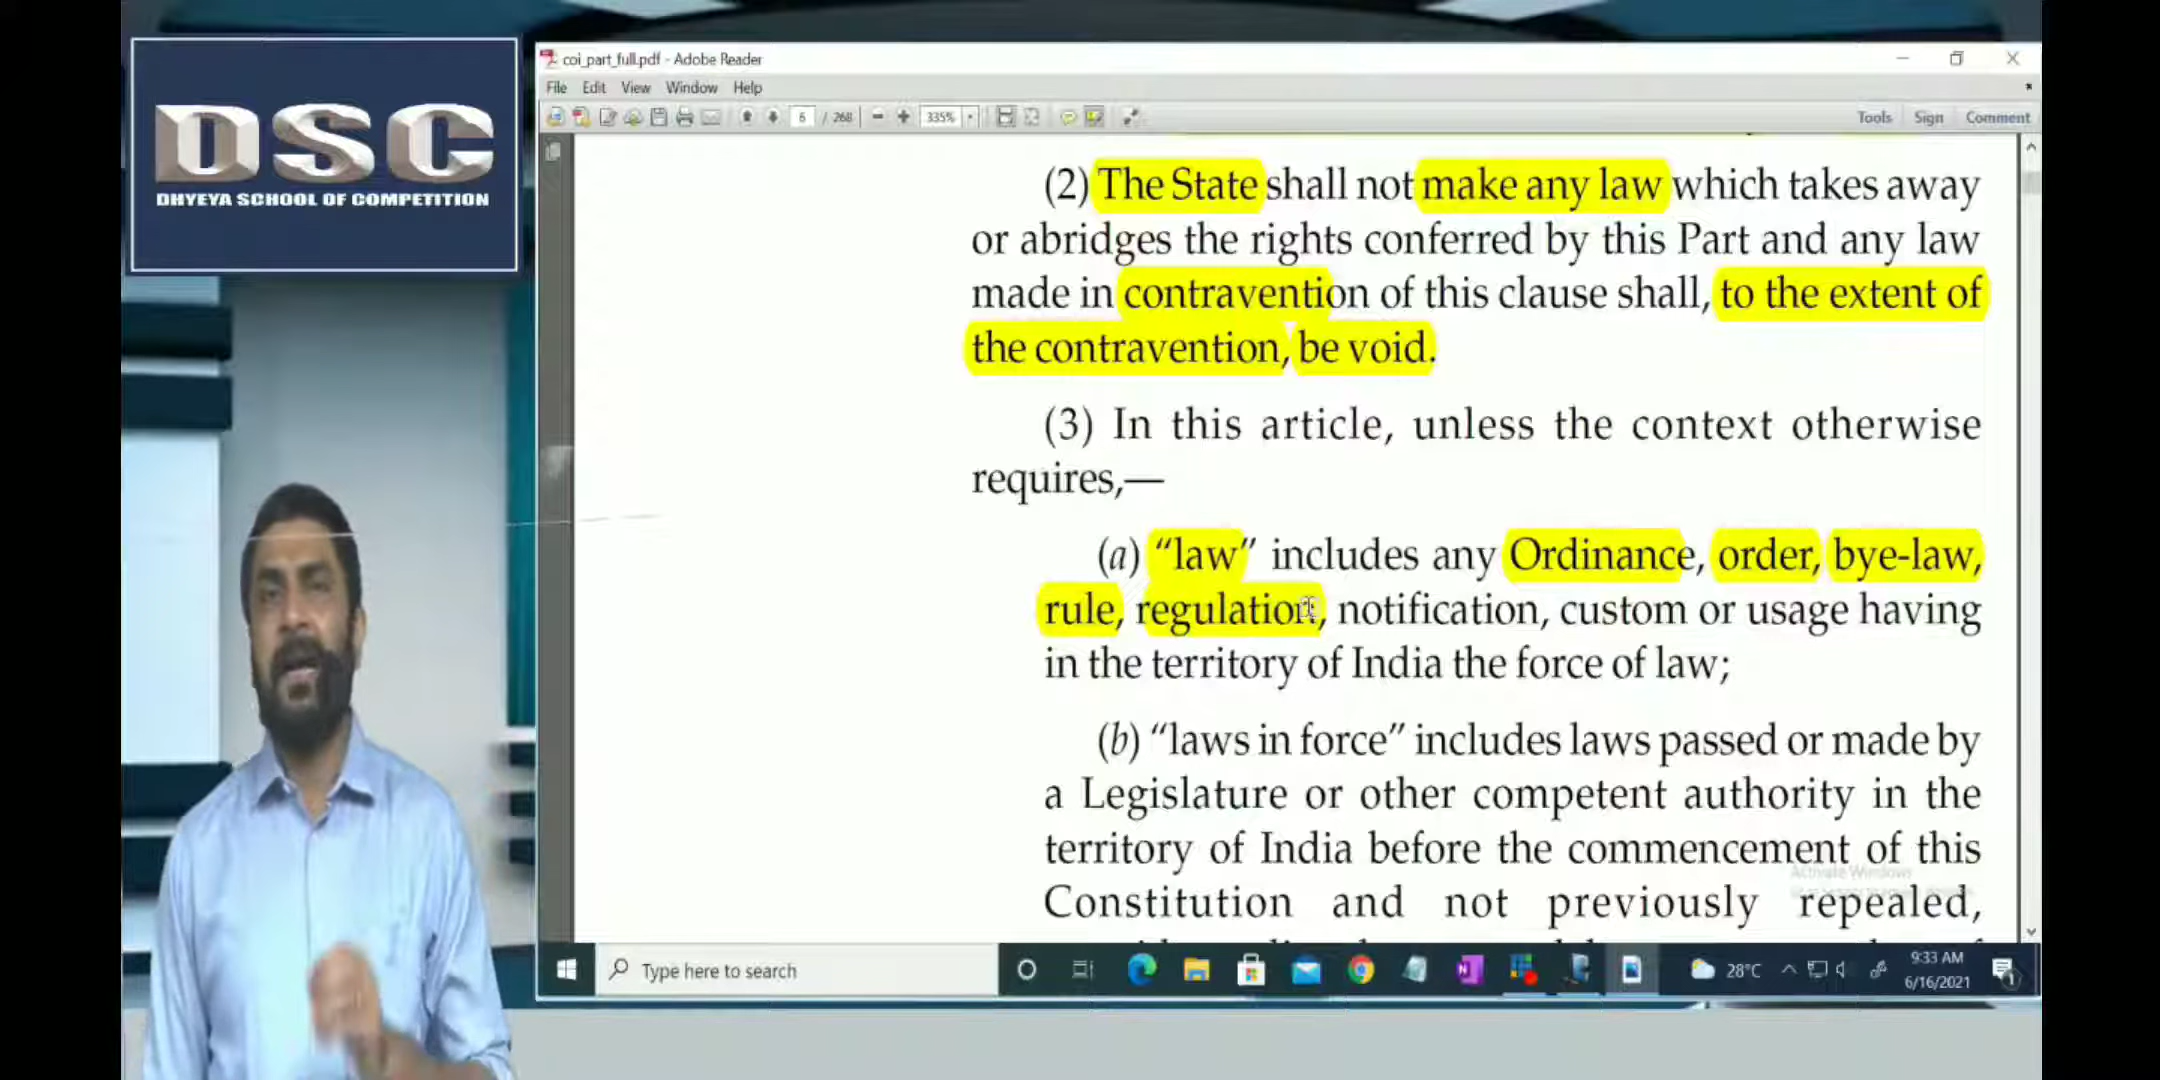 DSC
DHYEYA SCHOOL OF COMPETITION
coi_part_full.pdf - Adobe Reader
File Edit View Window Help
6 / 268 335% Tools Sign Comment
(2) The State shall not make any law which takes away
or abridges the rights conferred by this Part and any law
made in contravention of this clause shall, to the extent of
the contravention, be void.
(3) In this article, unless the context otherwise
requires,—
(a) “law” includes any Ordinance, order, bye-law,
rule, regulation, notification, custom or usage having
in the territory of India the force of law;
(b) “laws in force” includes laws passed or made by
a Legislature or other competent authority in the
territory of India before the commencement of this
Constitution and not previously repealed,
Activate Windows
Type here to search
28°C
9:33 AM
6/16/2021
1